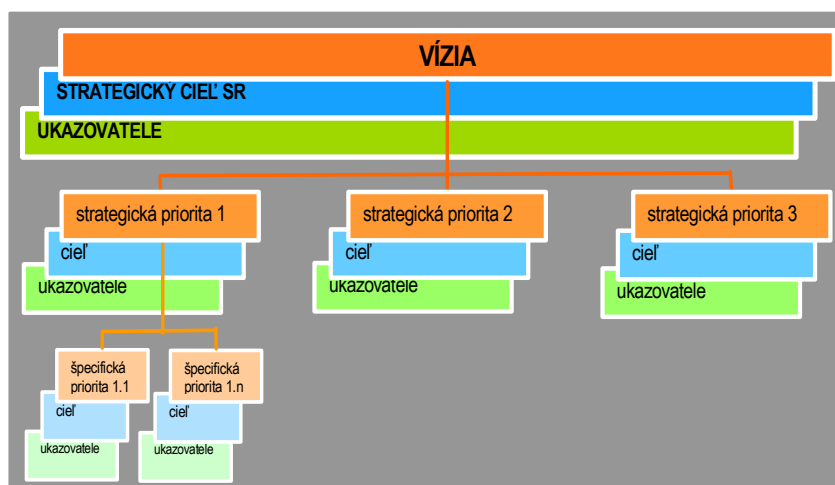 VÍZIA
STRATEGICKÝ CIEĽ SR
UKAZOVATELE
strategická priorita 1
cieľ
ukazovatele
strategická priorita 2
cieľ
ukazovatele
strategická priorita 3
cieľ
ukazovatele
špecifická
priorita 1.1
cieľ
ukazovatele
špecifická
priorita 1.n
cieľ
ukazovatele